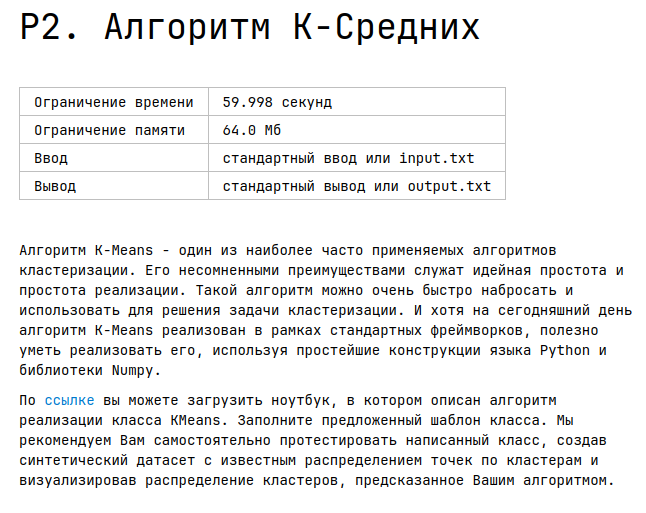 P2. Алгоритм К-Средних
Ограничение времени 59.998 секунд
Ограничение памяти 64.0 Мб
Ввод стандартный ввод или input.txt
Вывод стандартный вывод или output.txt
Алгоритм K-Means - один из наиболее часто применяемых алгоритмов
кластеризации. Его несомненными преимуществами служат идейная простота и
простота реализации. Такой алгоритм можно очень быстро набросать и
использовать для решения задачи кластеризации. И хотя на сегодняшний день
алгоритм K-Means реализован в рамках стандартных фреймворков, полезно
уметь реализовать его, используя простейшие конструкции языка Python и
библиотеки Numpy.
По ссылке вы можете загрузить ноутбук, в котором описан алгоритм
реализации класса KMeans. Заполните предложенный шаблон класса. Мы
рекомендуем Вам самостоятельно протестировать написанный класс, создав
синтетический датасет с известным распределением точек по кластерам и
визуализировав распределение кластеров, предсказанное Вашим алгоритмом.